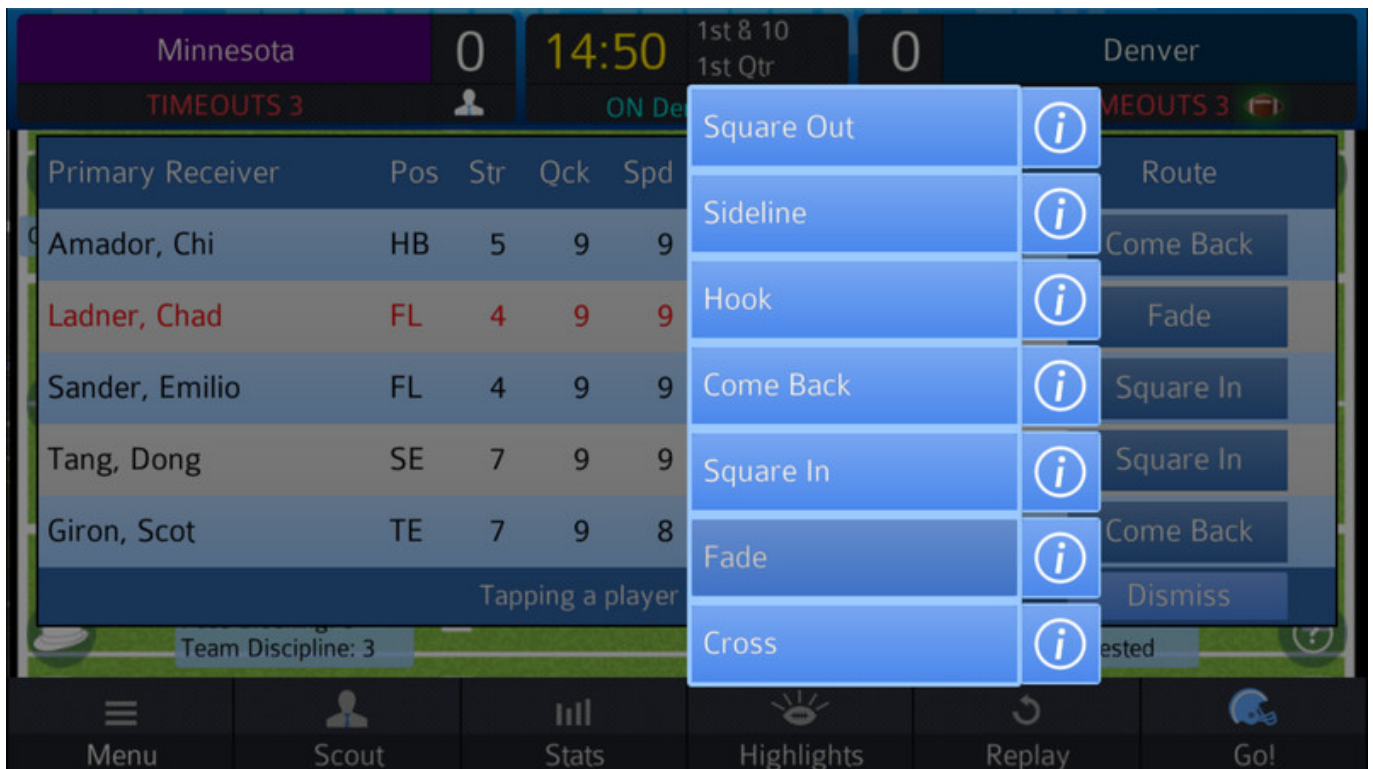 Minnesota 0 14:50 1st & 10 0 Denver
1st Qtr
TIMEOUTS 3 ON De MEOUTS 3
Primary Receiver Pos Str Qck Spd Route
Amador, Chi HB 5 9 9 Come Back
Ladner, Chad FL 4 9 9 Fade
Sander, Emilio FL 4 9 9 Square In
Tang, Dong SE 7 9 9 Square In
Giron, Scot TE 7 9 8 Come Back
Tapping a player Dismiss
Square Out i
Sideline i
Hook i
Come Back i
Square In i
Fade i
Cross i
Team Discipline: 3 ested ?
Menu Scout Stats Highlights Replay Go!